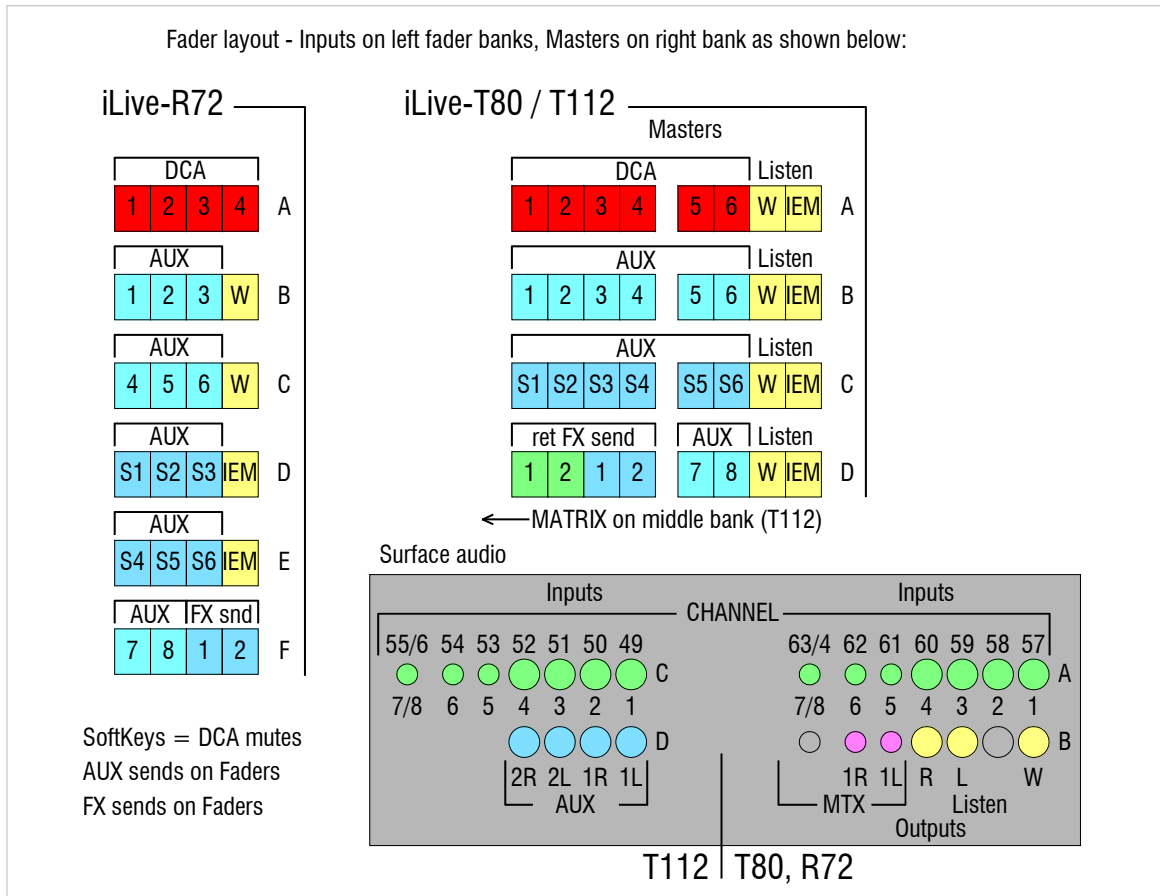 Fader layout - Inputs on left fader banks, Masters on right bank as shown below:
iLive-R72
DCA
1 2 3 4 A
AUX
1 2 3 W B
AUX
4 5 6 W C
AUX
S1 S2 S3 IEM D
AUX
S4 S5 S6 IEM E
AUX FX snd
7 8 1 2 F
SoftKeys = DCA mutes
AUX sends on Faders
FX sends on Faders
iLive-T80 / T112
Masters
DCA Listen
1 2 3 4 5 6 W IEM A
AUX Listen
1 2 3 4 5 6 W IEM B
AUX Listen
S1 S2 S3 S4 S5 S6 W IEM C
ret FX send AUX Listen
1 2 1 2 7 8 W IEM D
MATRIX on middle bank (T112)
Surface audio
Inputs Inputs
CHANNEL
55/6 54 53 52 51 50 49 63/4 62 61 60 59 58 57
C A
7/8 6 5 4 3 2 1 7/8 6 5 4 3 2 1
D B
2R 2L 1R 1L 1R 1L R L W
AUX MTX Listen
Outputs
T112 T80, R72